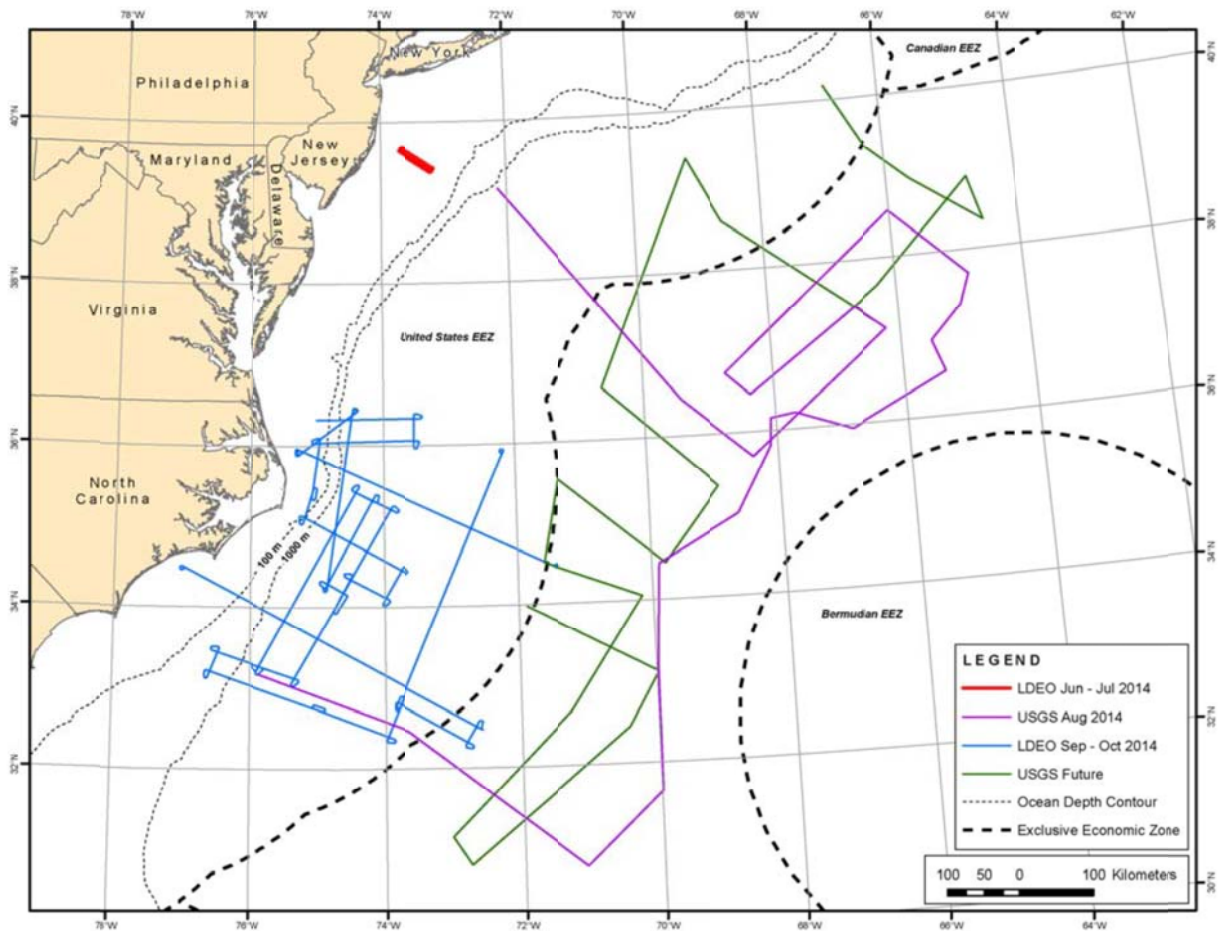 78°W 76°W 74°W 72°W 70°W 68°W 66°W 64°W 62°W
New York
Canadian EEZ
40°N
40°N
Philadelphia
New
Jersey
Maryland
Delaware
38°N
38°N
Virginia
United States EEZ
36°N
36°N
North
Carolina
100 m
1000 m
34°N
34°N
Bermudan EEZ
LEGEND
LDEO Jun - Jul 2014
USGS Aug 2014
LDEO Sep - Oct 2014
USGS Future
Ocean Depth Contour
Exclusive Economic Zone
32°N
32°N
100 50 0 100 Kilometers
30°N
78°W 76°W 74°W 72°W 70°W 68°W 66°W 64°W